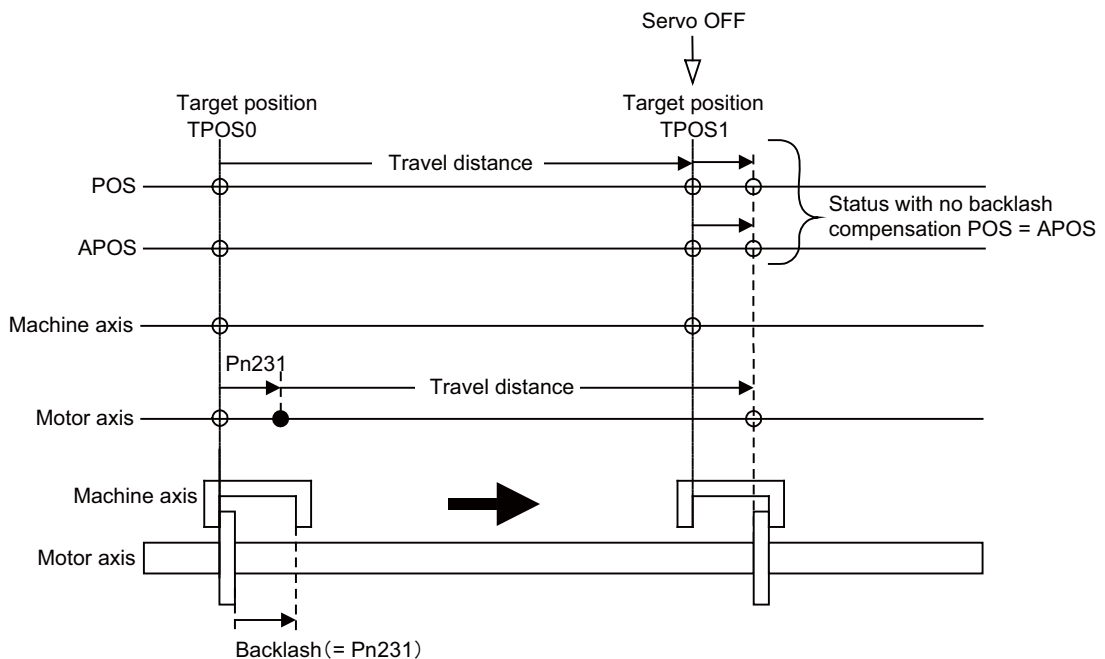 Servo OFF
Target position
TPOS0
Target position
TPOS1
Travel distance
POS
Status with no backlash
compensation POS = APOS
APOS
Machine axis
Pn231
Travel distance
Motor axis
Machine axis
Motor axis
Backlash(= Pn231)